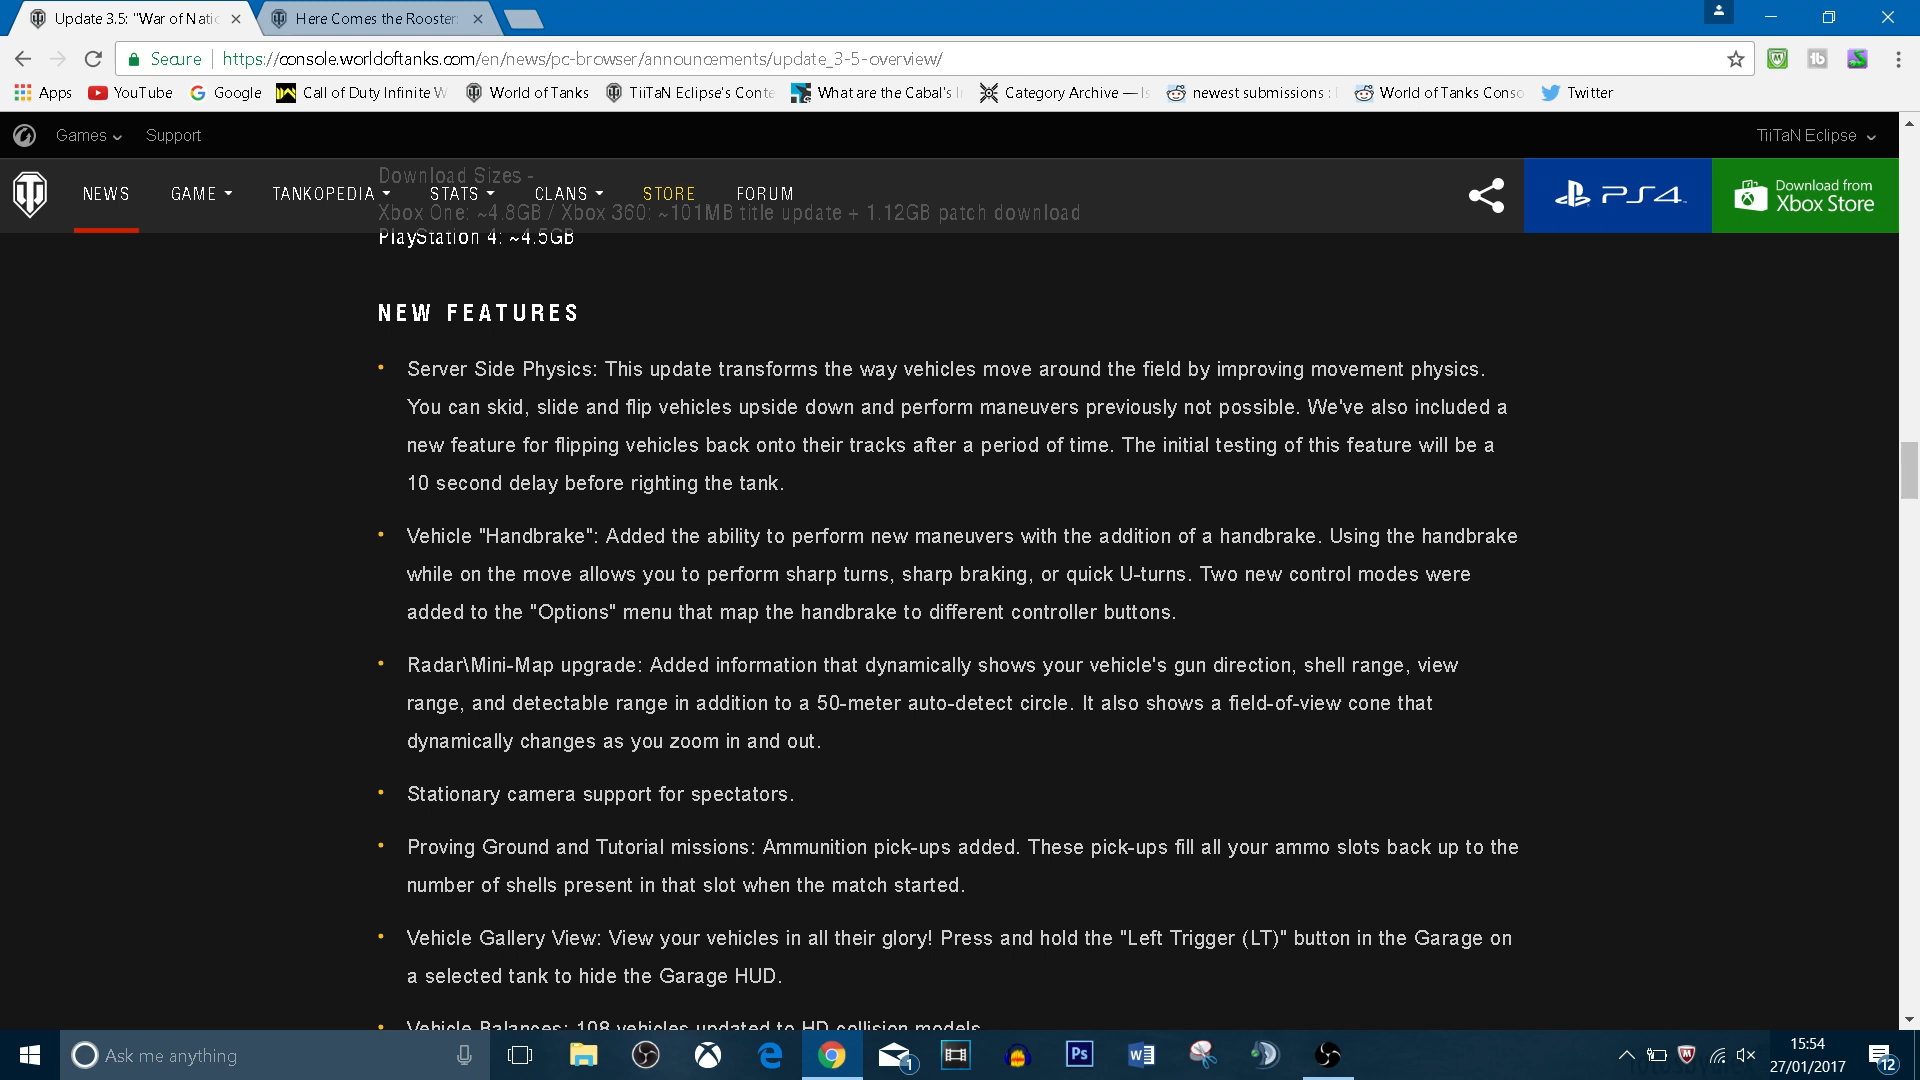 Update 3.5: "War of Natio
Here Comes the Rooster:
Secure
https://console.worldoftanks.com/en/news/pc-browser/announcements/update_3-5-overview/
Apps
YouTube
Google
Call of Duty Infinite W
World of Tanks
TiiTaN Eclipse's Conte
What are the Cabal's I
Category Archive — Is
newest submissions :
World of Tanks Conso
Twitter
Games
Support
TiiTaN Eclipse
Download Sizes -
NEWS
GAME
TANKOPEDIA
STATS
CLANS
STORE
FORUM
PS4
Download from
Xbox Store
Xbox One: ~4.8GB / Xbox 360: ~101MB title update + 1.12GB patch download
PlayStation 4: ~4.5GB
NEW FEATURES
• Server Side Physics: This update transforms the way vehicles move around the field by improving movement physics.
You can skid, slide and flip vehicles upside down and perform maneuvers previously not possible. We've also included a
new feature for flipping vehicles back onto their tracks after a period of time. The initial testing of this feature will be a
10 second delay before righting the tank.
• Vehicle "Handbrake": Added the ability to perform new maneuvers with the addition of a handbrake. Using the handbrake
while on the move allows you to perform sharp turns, sharp braking, or quick U-turns. Two new control modes were
added to the "Options" menu that map the handbrake to different controller buttons.
• Radar\Mini-Map upgrade: Added information that dynamically shows your vehicle's gun direction, shell range, view
range, and detectable range in addition to a 50-meter auto-detect circle. It also shows a field-of-view cone that
dynamically changes as you zoom in and out.
• Stationary camera support for spectators.
• Proving Ground and Tutorial missions: Ammunition pick-ups added. These pick-ups fill all your ammo slots back up to the
number of shells present in that slot when the match started.
• Vehicle Gallery View: View your vehicles in all their glory! Press and hold the "Left Trigger (LT)" button in the Garage on
a selected tank to hide the Garage HUD.
• Vehicle Balances: 108 vehicles updated to HD collision models
Ask me anything
1
Ps
15:54
27/01/2017
12